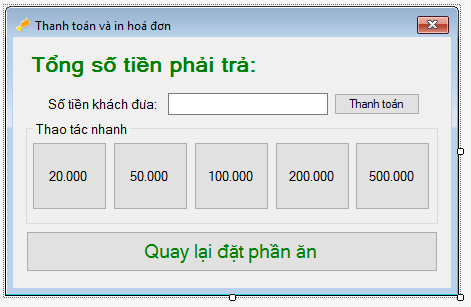 Thanh toán và in hoá đơn
Tổng số tiền phải trả:
Số tiền khách đưa: Thanh toán
Thao tác nhanh
20.000 50.000 100.000 200.000 500.000
Quay lại đặt phần ăn